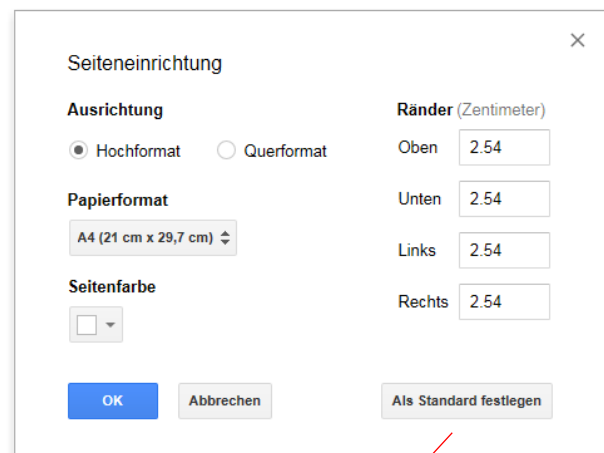 Seiteneinrichtung
Ausrichtung
Hochformat
Querformat
Papierformat
A4 (21 cm x 29,7 cm)
Seitenfarbe
Ränder (Zentimeter)
Oben 2.54
Unten 2.54
Links 2.54
Rechts 2.54
OK
Abbrechen
Als Standard festlegen